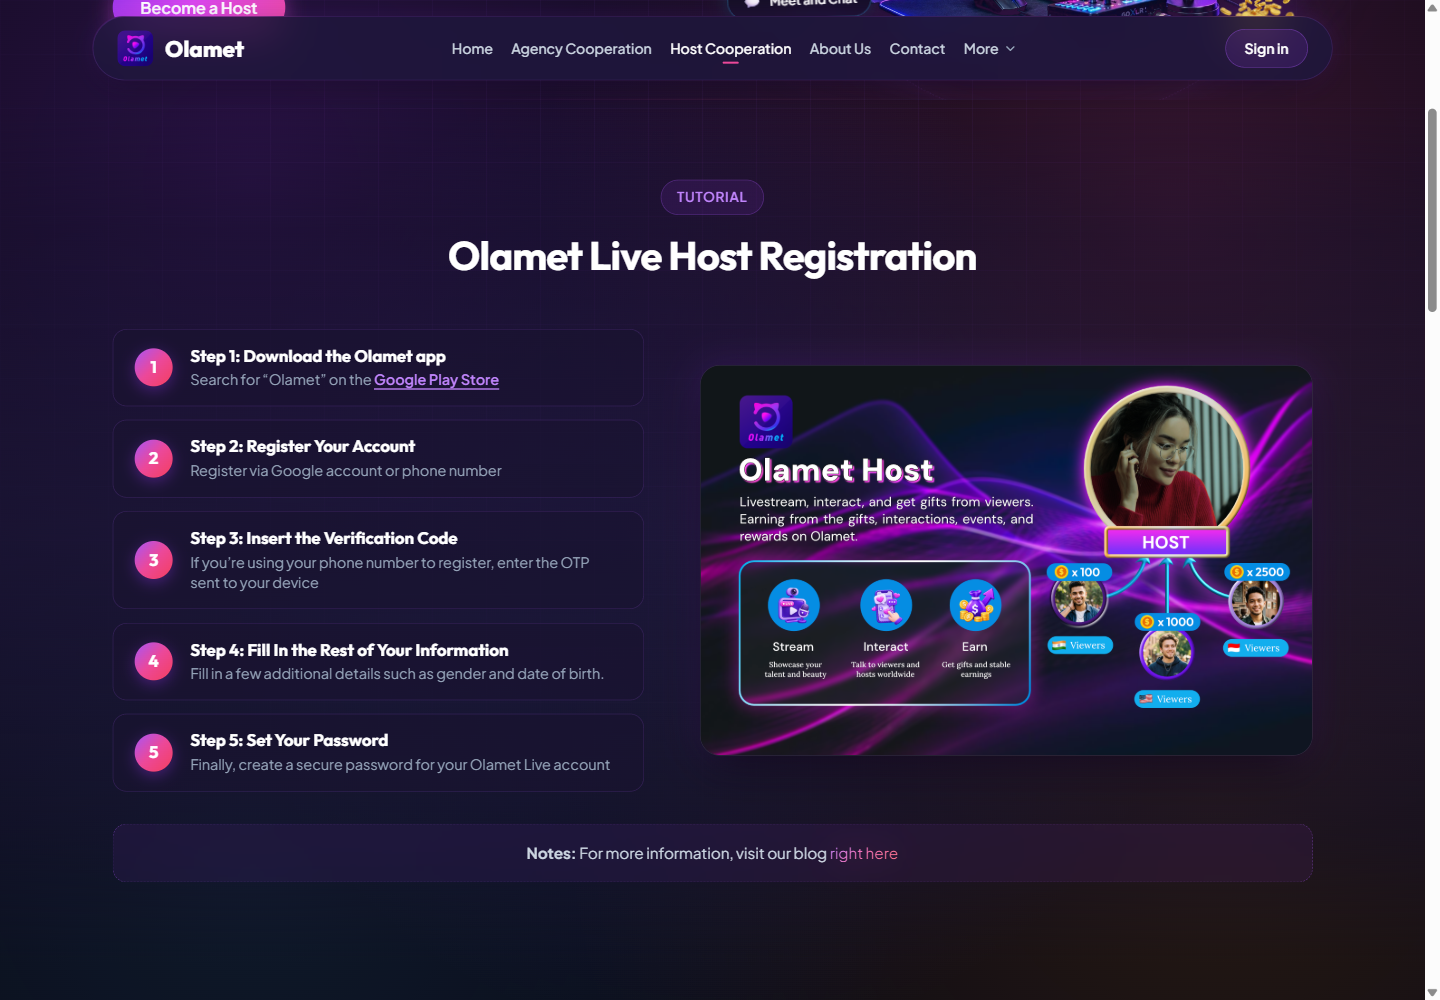 Become a Host
Meet and Chat
Olamet
Olamet
Home
Agency Cooperation
Host Cooperation
About Us
Contact
More
Sign in
TUTORIAL
Olamet Live Host Registration
1
Step 1: Download the Olamet app
Search for “Olamet” on the Google Play Store
2
Step 2: Register Your Account
Register via Google account or phone number
3
Step 3: Insert the Verification Code
If you’re using your phone number to register, enter the OTP
sent to your device
4
Step 4: Fill In the Rest of Your Information
Fill in a few additional details such as gender and date of birth.
5
Step 5: Set Your Password
Finally, create a secure password for your Olamet Live account
Olamet
Olamet Host
Livestream, interact, and get gifts from viewers.
Earning from the gifts, interactions, events, and
rewards on Olamet.
Stream
Showcase your
talent and beauty
Interact
Talk to viewers and
hosts worldwide
Earn
Get gifts and stable
earnings
HOST
x 100
Viewers
x 1000
Viewers
x 2500
Viewers
Notes: For more information, visit our blog right here